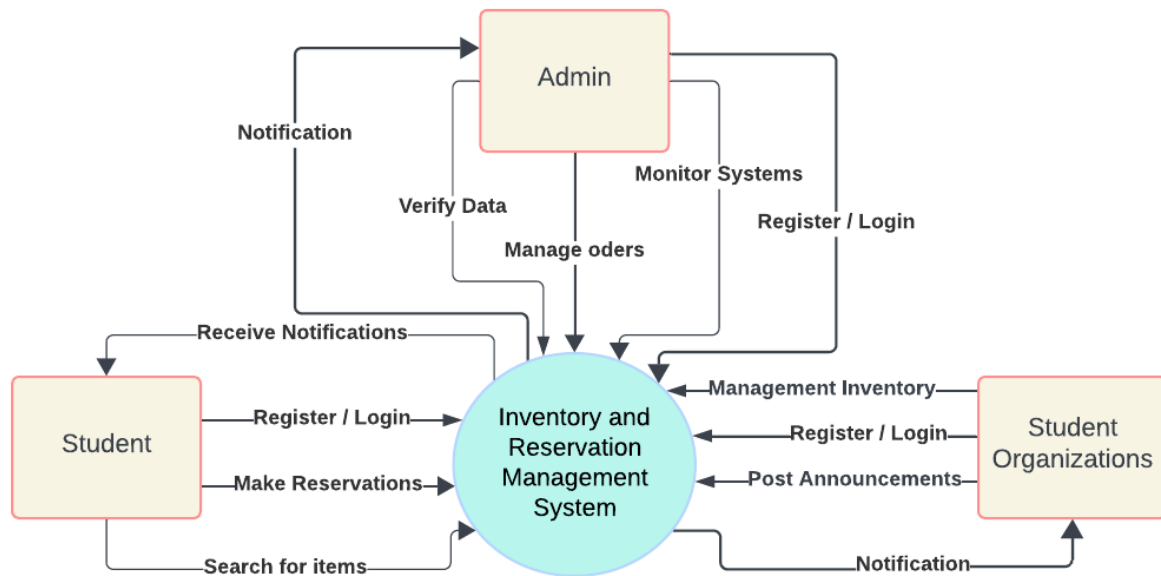 Admin
Notification
Monitor Systems
Verify Data
Register / Login
Manage oders
Receive Notifications
Management Inventory
Student
Register / Login
Inventory and
Reservation
Management
System
Register / Login
Student
Organizations
Make Reservations
Post Announcements
Search for items
Notification